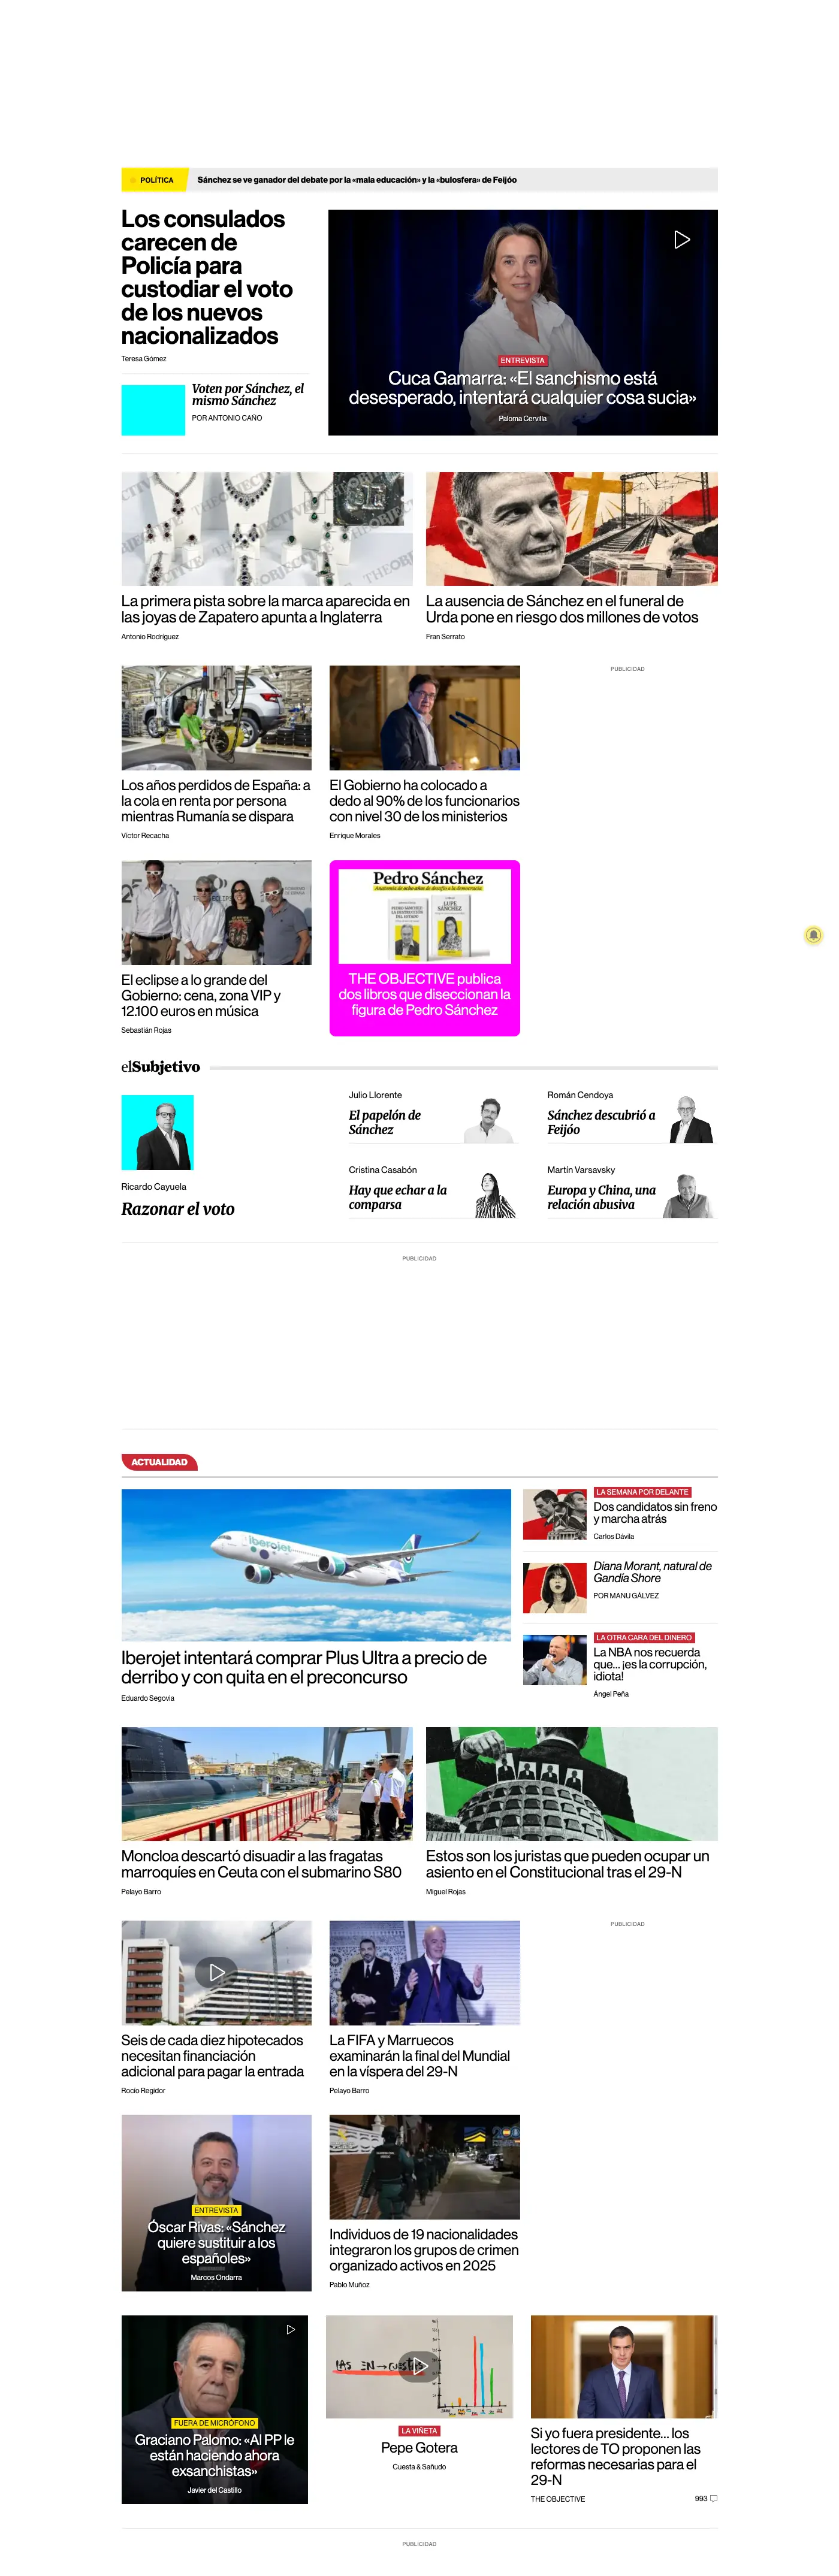 POLÍTICA
Sánchez se ve ganador del debate por la «mala educación» y la «bulosfera» de Feijóo
Los consulados
carecen de
Policía para
custodiar el voto
de los nuevos
nacionalizados
Teresa Gómez
Voten por Sánchez, el
mismo Sánchez
POR ANTONIO CAÑO
ENTREVISTA
Cuca Gamarra: «El sanchismo está
desesperado, intentará cualquier cosa sucia»
Paloma Cervilla
THE OBJECTIVE
La primera pista sobre la marca aparecida en
las joyas de Zapatero apunta a Inglaterra
Antonio Rodríguez
La ausencia de Sánchez en el funeral de
Urda pone en riesgo dos millones de votos
Fran Serrato
PUBLICIDAD
Los años perdidos de España: a
la cola en renta por persona
mientras Rumanía se dispara
Víctor Recacha
El Gobierno ha colocado a
dedo al 90% de los funcionarios
con nivel 30 de los ministerios
Enrique Morales
El eclipse a lo grande del
Gobierno: cena, zona VIP y
12.100 euros en música
Sebastián Rojas
Pedro Sánchez
Anatomía de ocho años de desafío a la democracia
THE OBJECTIVE publica
dos libros que diseccionan la
figura de Pedro Sánchez
elSubjetivo
Ricardo Cayuela
Razonar el voto
Julio Llorente
El papelón de
Sánchez
Román Cendoya
Sánchez descubrió a
Feijóo
Cristina Casabón
Hay que echar a la
comparsa
Martín Varsavsky
Europa y China, una
relación abusiva
PUBLICIDAD
ACTUALIDAD
iberojet
Iberojet intentará comprar Plus Ultra a precio de
derribo y con quita en el preconcurso
Eduardo Segovia
LA SEMANA POR DELANTE
Dos candidatos sin freno
y marcha atrás
Carlos Dávila
Diana Morant, natural de
Gandía Shore
POR MANU GÁLVEZ
LA OTRA CARA DEL DINERO
La NBA nos recuerda
que... ¡es la corrupción,
idiota!
Ángel Peña
Moncloa descartó disuadir a las fragatas
marroquíes en Ceuta con el submarino S80
Pelayo Barro
Estos son los juristas que pueden ocupar un
asiento en el Constitucional tras el 29-N
Miguel Rojas
PUBLICIDAD
Seis de cada diez hipotecados
necesitan financiación
adicional para pagar la entrada
Rocío Regidor
La FIFA y Marruecos
examinarán la final del Mundial
en la víspera del 29-N
Pelayo Barro
ENTREVISTA
Óscar Rivas: «Sánchez
quiere sustituir a los
españoles»
Marcos Ondarra
Individuos de 19 nacionalidades
integraron los grupos de crimen
organizado activos en 2025
Pablo Muñoz
FUERA DE MICRÓFONO
Graciano Palomo: «Al PP le
están haciendo ahora
exsanchistas»
Javier del Castillo
LA VIÑETA
Pepe Gotera
Cuesta & Sañudo
Si yo fuera presidente... los
lectores de TO proponen las
reformas necesarias para el
29-N
THE OBJECTIVE
993
PUBLICIDAD